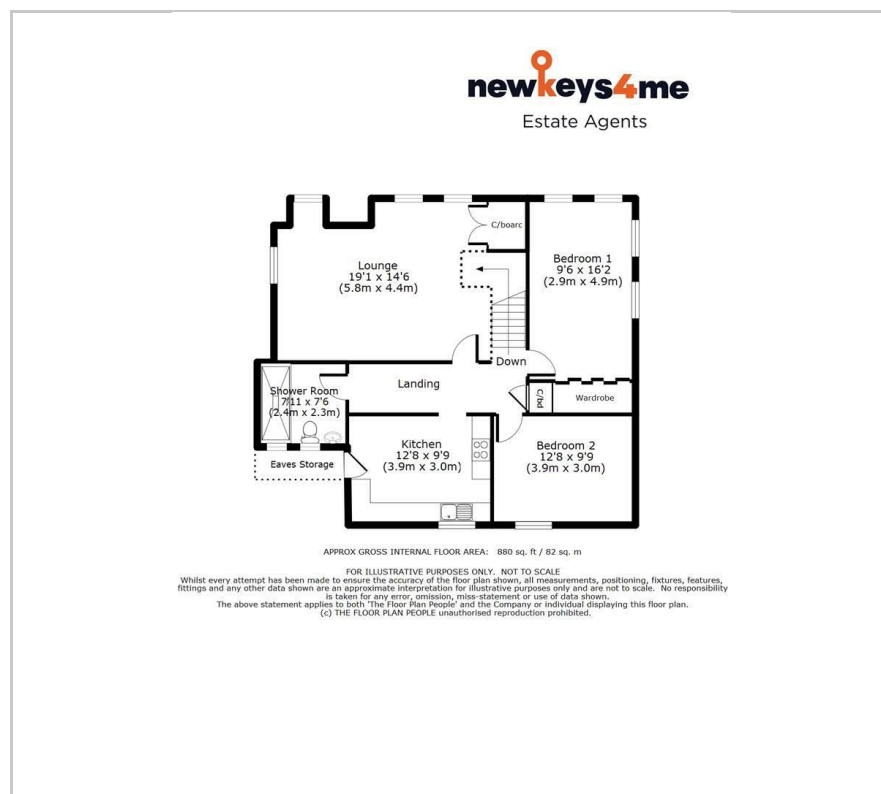 newkeys4me
Estate Agents
C/boarc
Lounge
19'1 x 14'6
(5.8m x 4.4m)
Bedroom 1
9'6 x 16'2
(2.9m x 4.9m)
Down
Landing
Shower Room
7'11 x 7'6
(2.4m x 2.3m)
C/bd
Wardrobe
Kitchen
12'8 x 9'9
(3.9m x 3.0m)
Bedroom 2
12'8 x 9'9
(3.9m x 3.0m)
Eaves Storage
APPROX GROSS INTERNAL FLOOR AREA: 880 sq. ft / 82 sq. m
FOR ILLUSTRATIVE PURPOSES ONLY. NOT TO SCALE
Whilst every attempt has been made to ensure the accuracy of the floor plan shown, all measurements, positioning, fixtures, features,
fittings and any other data shown are an approximate interpretation for illustrative purposes only and are not to scale. No responsibility
is taken for any error, omission, miss-statement or use of data shown.
The above statement applies to both 'The Floor Plan People' and the Company or individual displaying this floor plan.
(c) THE FLOOR PLAN PEOPLE unauthorised reproduction prohibited.